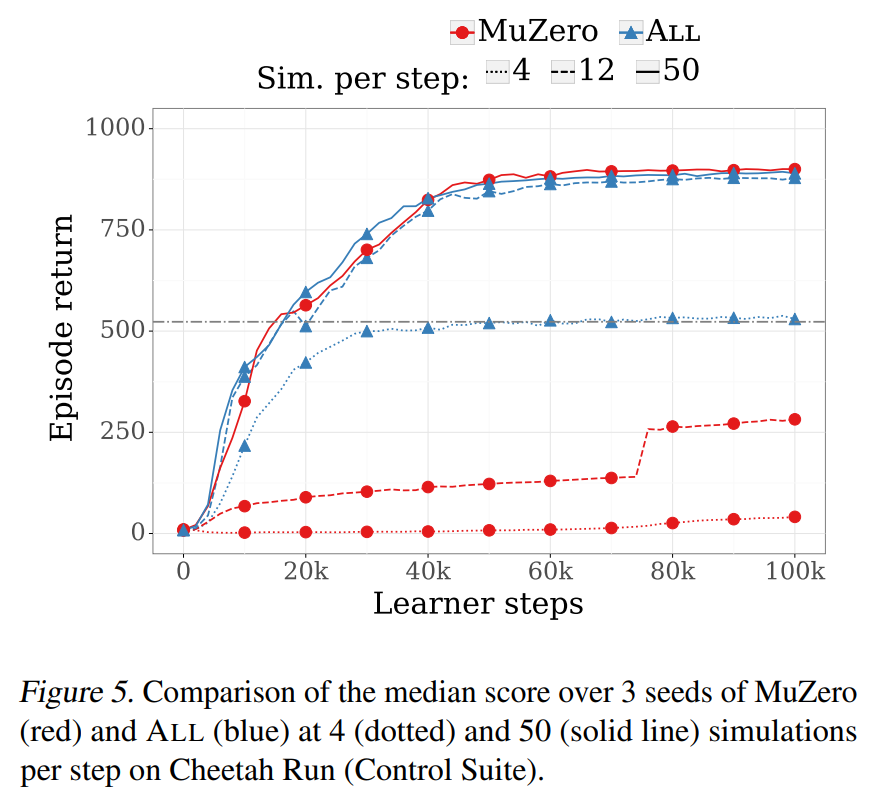 MuZero ALL
Sim. per step: 4 12 50
1000
750
500
250
0
Episode return
0 20k 40k 60k 80k 100k
Learner steps
Figure 5. Comparison of the median score over 3 seeds of MuZero
(red) and ALL (blue) at 4 (dotted) and 50 (solid line) simulations
per step on Cheetah Run (Control Suite).